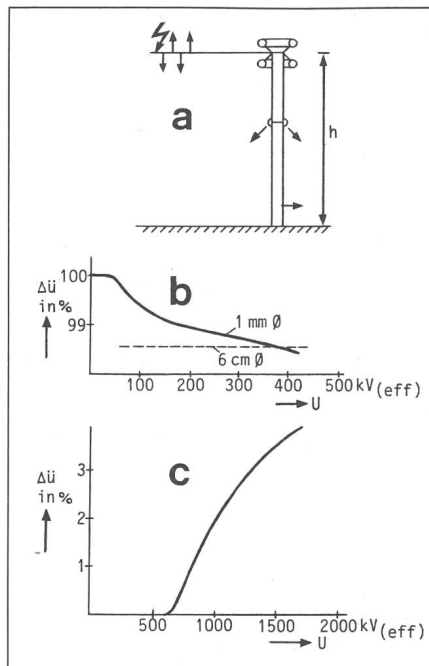 a
h
Δü
in%
100
99
b
1 mm Ø
6 cm Ø
100 200 300 400 500 kV(eff)
U
Δü
in%
3
2
1
c
500 1000 1500 2000 kV(eff)
U